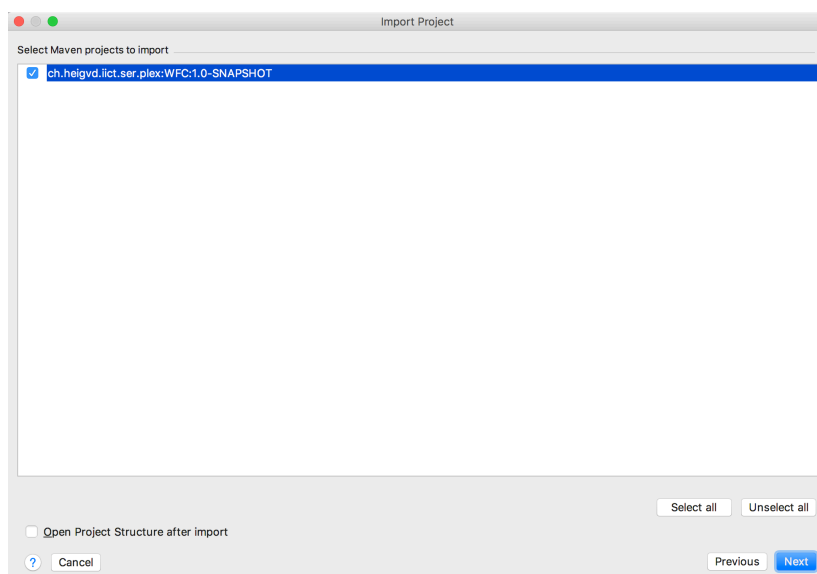 Import Project
Select Maven projects to import
ch.heigvd.iict.ser.plex:WFC:1.0-SNAPSHOT
Select all Unselect all
Open Project Structure after import
? Cancel Previous Next